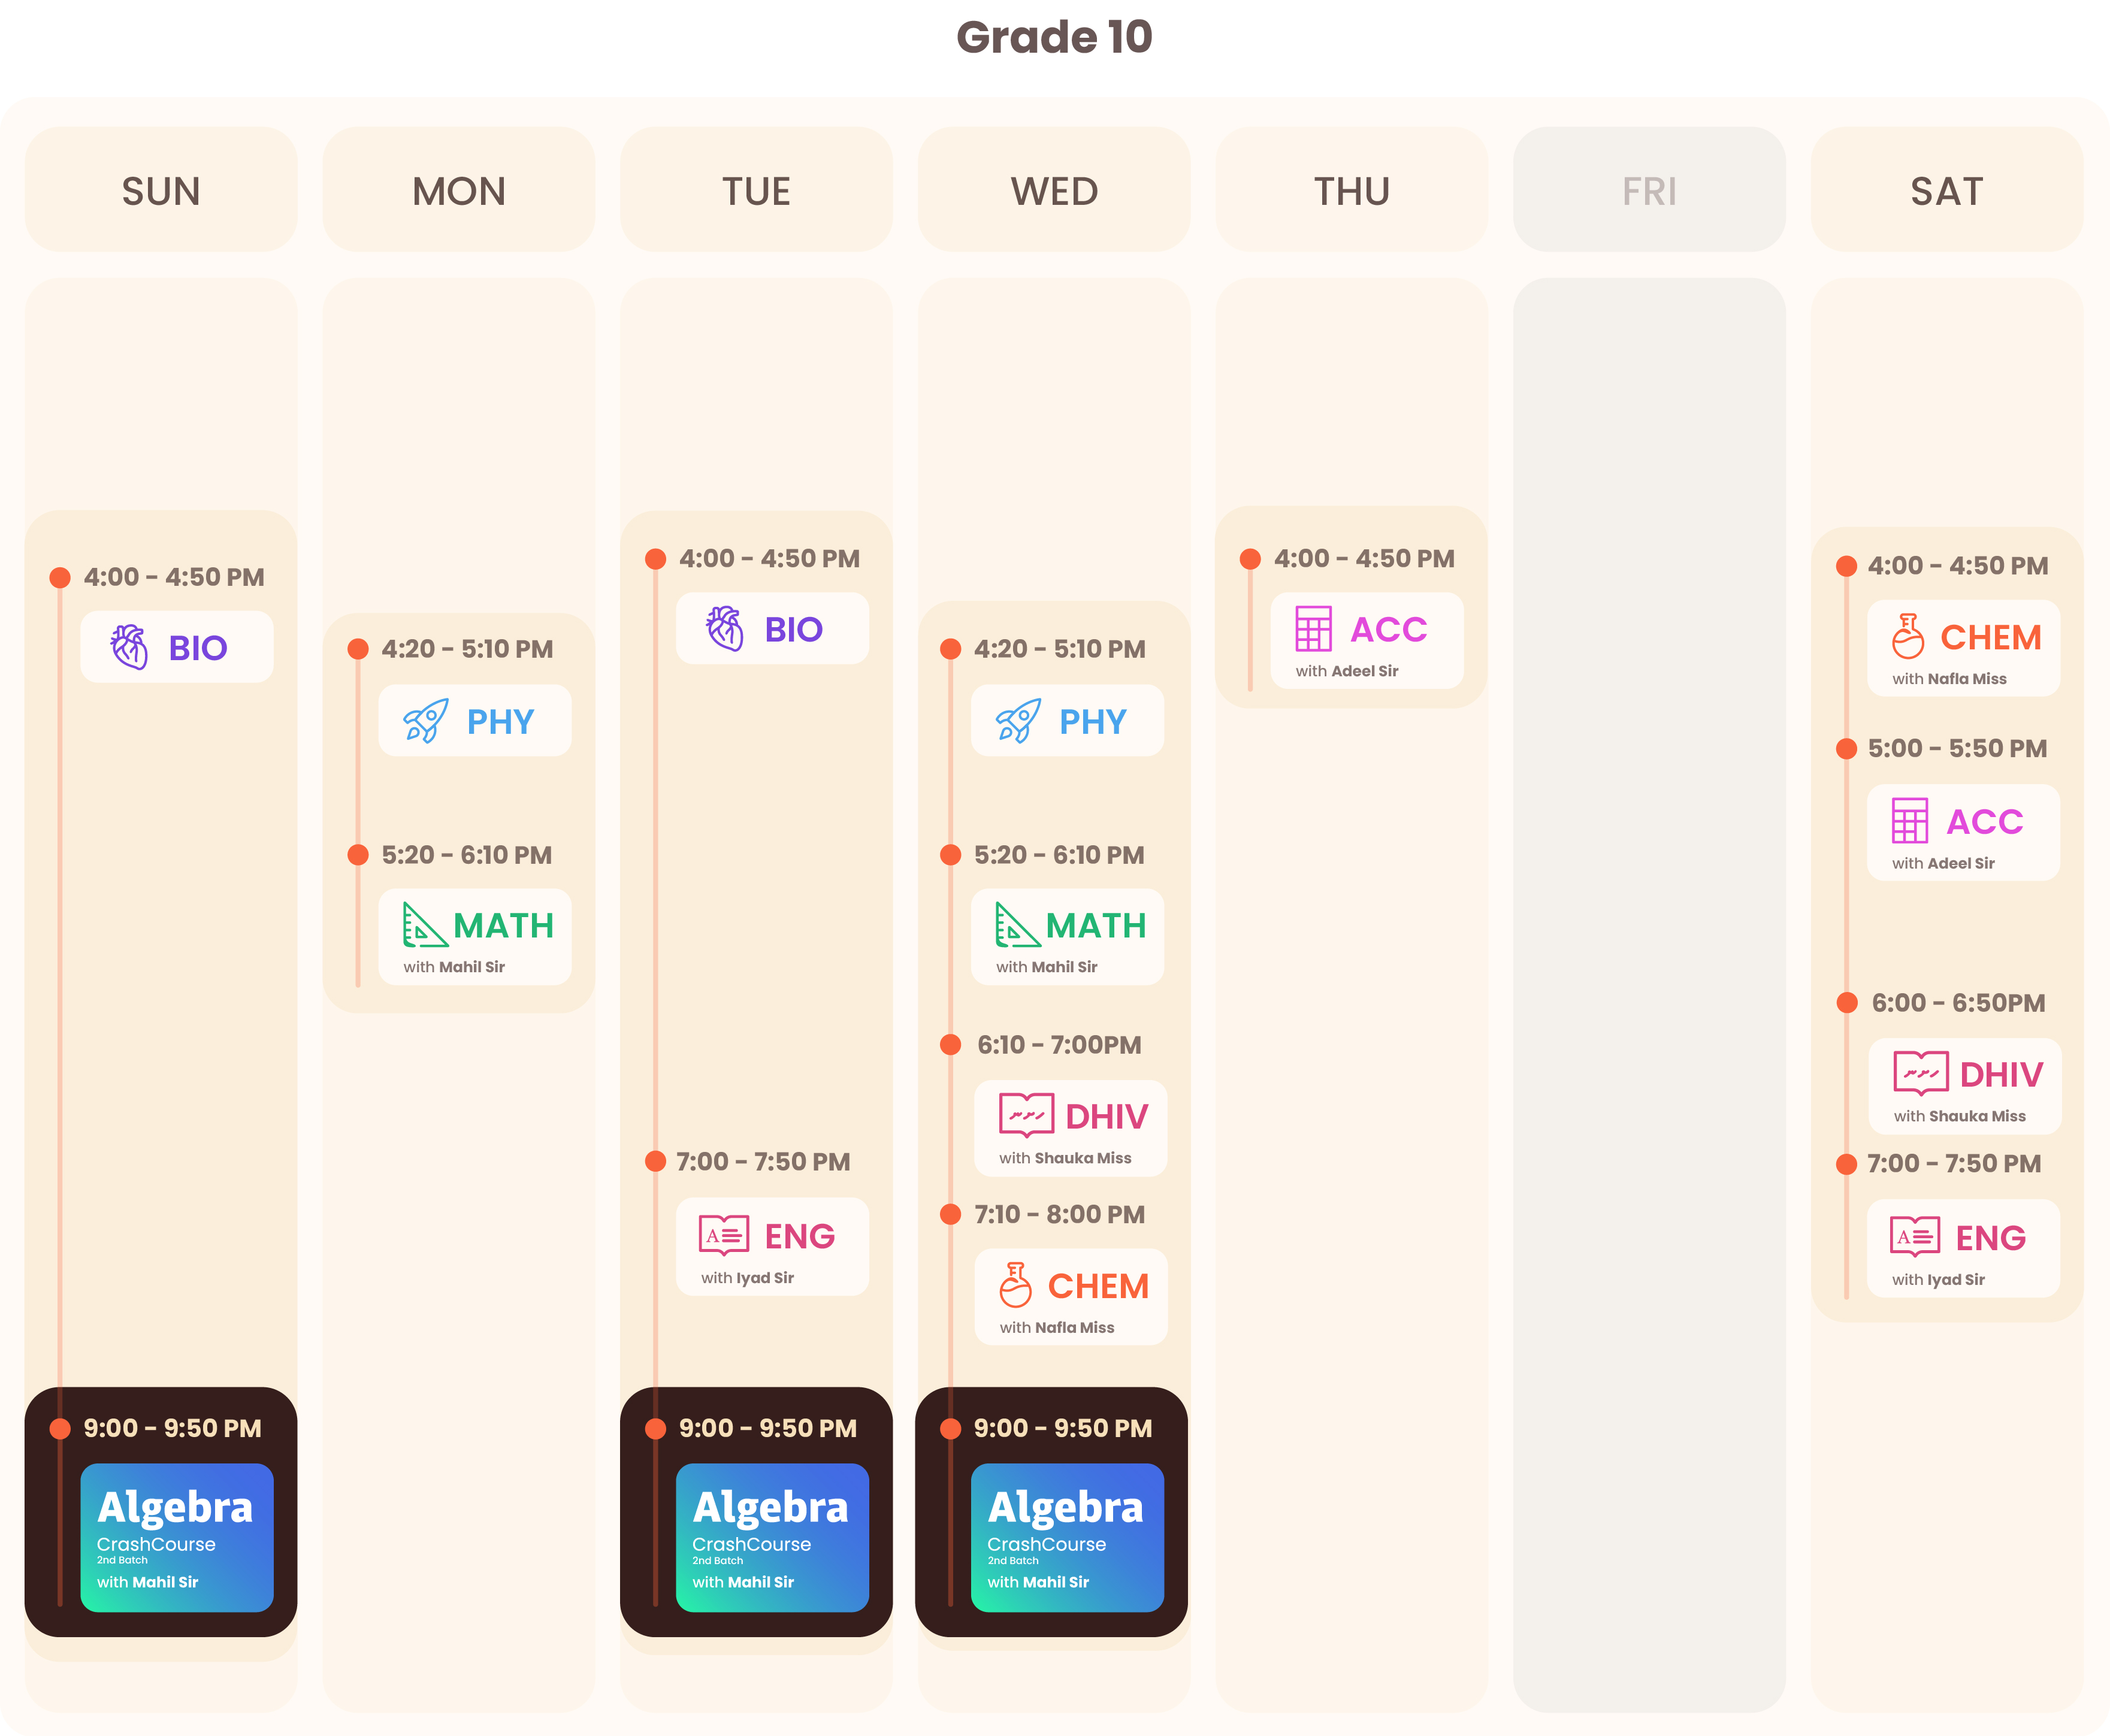 Grade 10
SUN
MON
TUE
WED
THU
FRI
SAT
4:00 - 4:50 PM
BIO
9:00 - 9:50 PM
Algebra
CrashCourse
2nd Batch
with Mahil Sir
4:20 - 5:10 PM
PHY
5:20 - 6:10 PM
MATH
with Mahil Sir
4:00 - 4:50 PM
BIO
7:00 - 7:50 PM
A
ENG
with Iyad Sir
9:00 - 9:50 PM
Algebra
CrashCourse
2nd Batch
with Mahil Sir
4:20 - 5:10 PM
PHY
5:20 - 6:10 PM
MATH
with Mahil Sir
6:10 - 7:00PM
DHIV
with Shauka Miss
7:10 - 8:00 PM
CHEM
with Nafla Miss
9:00 - 9:50 PM
Algebra
CrashCourse
2nd Batch
with Mahil Sir
4:00 - 4:50 PM
ACC
with Adeel Sir
4:00 - 4:50 PM
CHEM
with Nafla Miss
5:00 - 5:50 PM
ACC
with Adeel Sir
6:00 - 6:50PM
DHIV
with Shauka Miss
7:00 - 7:50 PM
A
ENG
with Iyad Sir